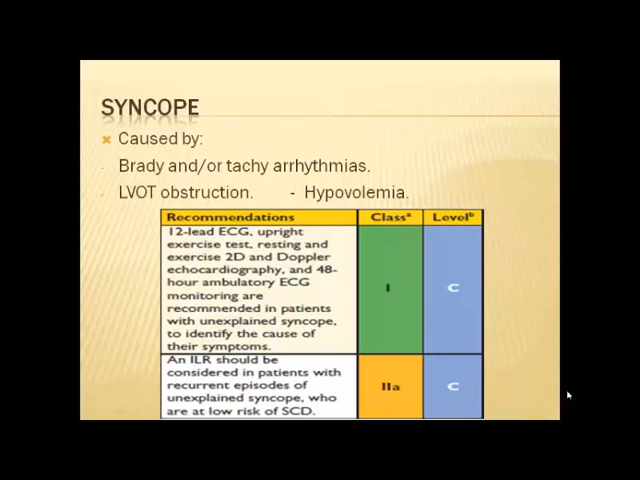 SYNCOPE
Caused by:
- Brady and/or tachy arrhythmias.
- LVOT obstruction. - Hypovolemia.
Recommendations Classᵃ Levelᵇ
12-lead ECG, upright
exercise test, resting and
exercise 2D and Doppler
echocardiography, and 48-
hour ambulatory ECG
monitoring are
recommended in patients
with unexplained syncope,
to identify the cause of
their symptoms.
I C
An ILR should be
considered in patients with
recurrent episodes of
unexplained syncope, who
are at low risk of SCD.
IIa C